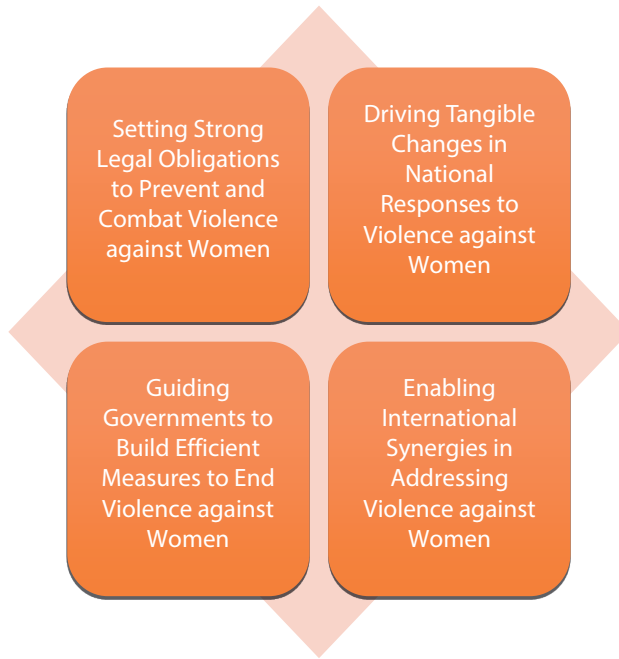 Setting Strong
Legal Obligations
to Prevent and
Combat Violence
against Women
Driving Tangible
Changes in
National
Responses to
Violence against
Women
Guiding
Governments to
Build Efficient
Measures to End
Violence against
Women
Enabling
International
Synergies in
Addressing
Violence against
Women